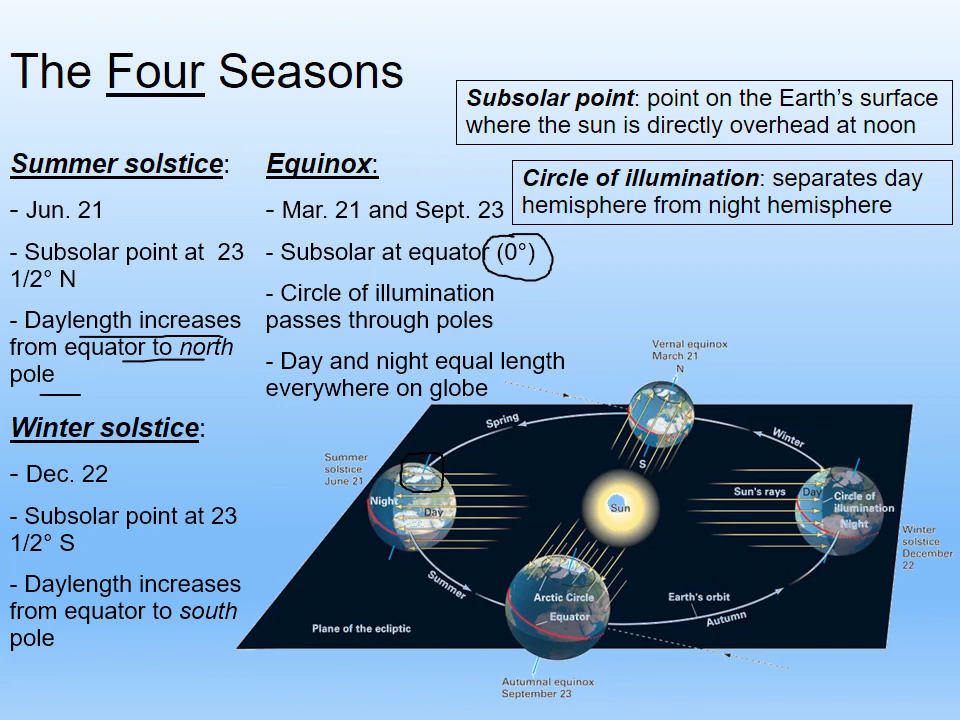 The Four Seasons
Subsolar point: point on the Earth's surface
where the sun is directly overhead at noon
Circle of illumination: separates day
hemisphere from night hemisphere
Summer solstice:
- Jun. 21
- Subsolar point at  23
1/2° N
- Daylength increases
from equator to north
pole
Winter solstice:
- Dec. 22
- Subsolar point at 23
1/2° S
- Daylength increases
from equator to south
pole
Equinox:
- Mar. 21 and Sept. 23
- Subsolar at equator (0°)
- Circle of illumination
passes through poles
- Day and night equal length
everywhere on globe
Vernal equinox
March 21
N
S
Spring
Winter
Summer
solstice
June 21
Night
Day
Sun
Sun's rays
Day
Circle of
illumination
Night
Winter
solstice
December
22
Summer
Arctic Circle
Equator
Earth's orbit
Autumn
Plane of the ecliptic
Autumnal equinox
September 23